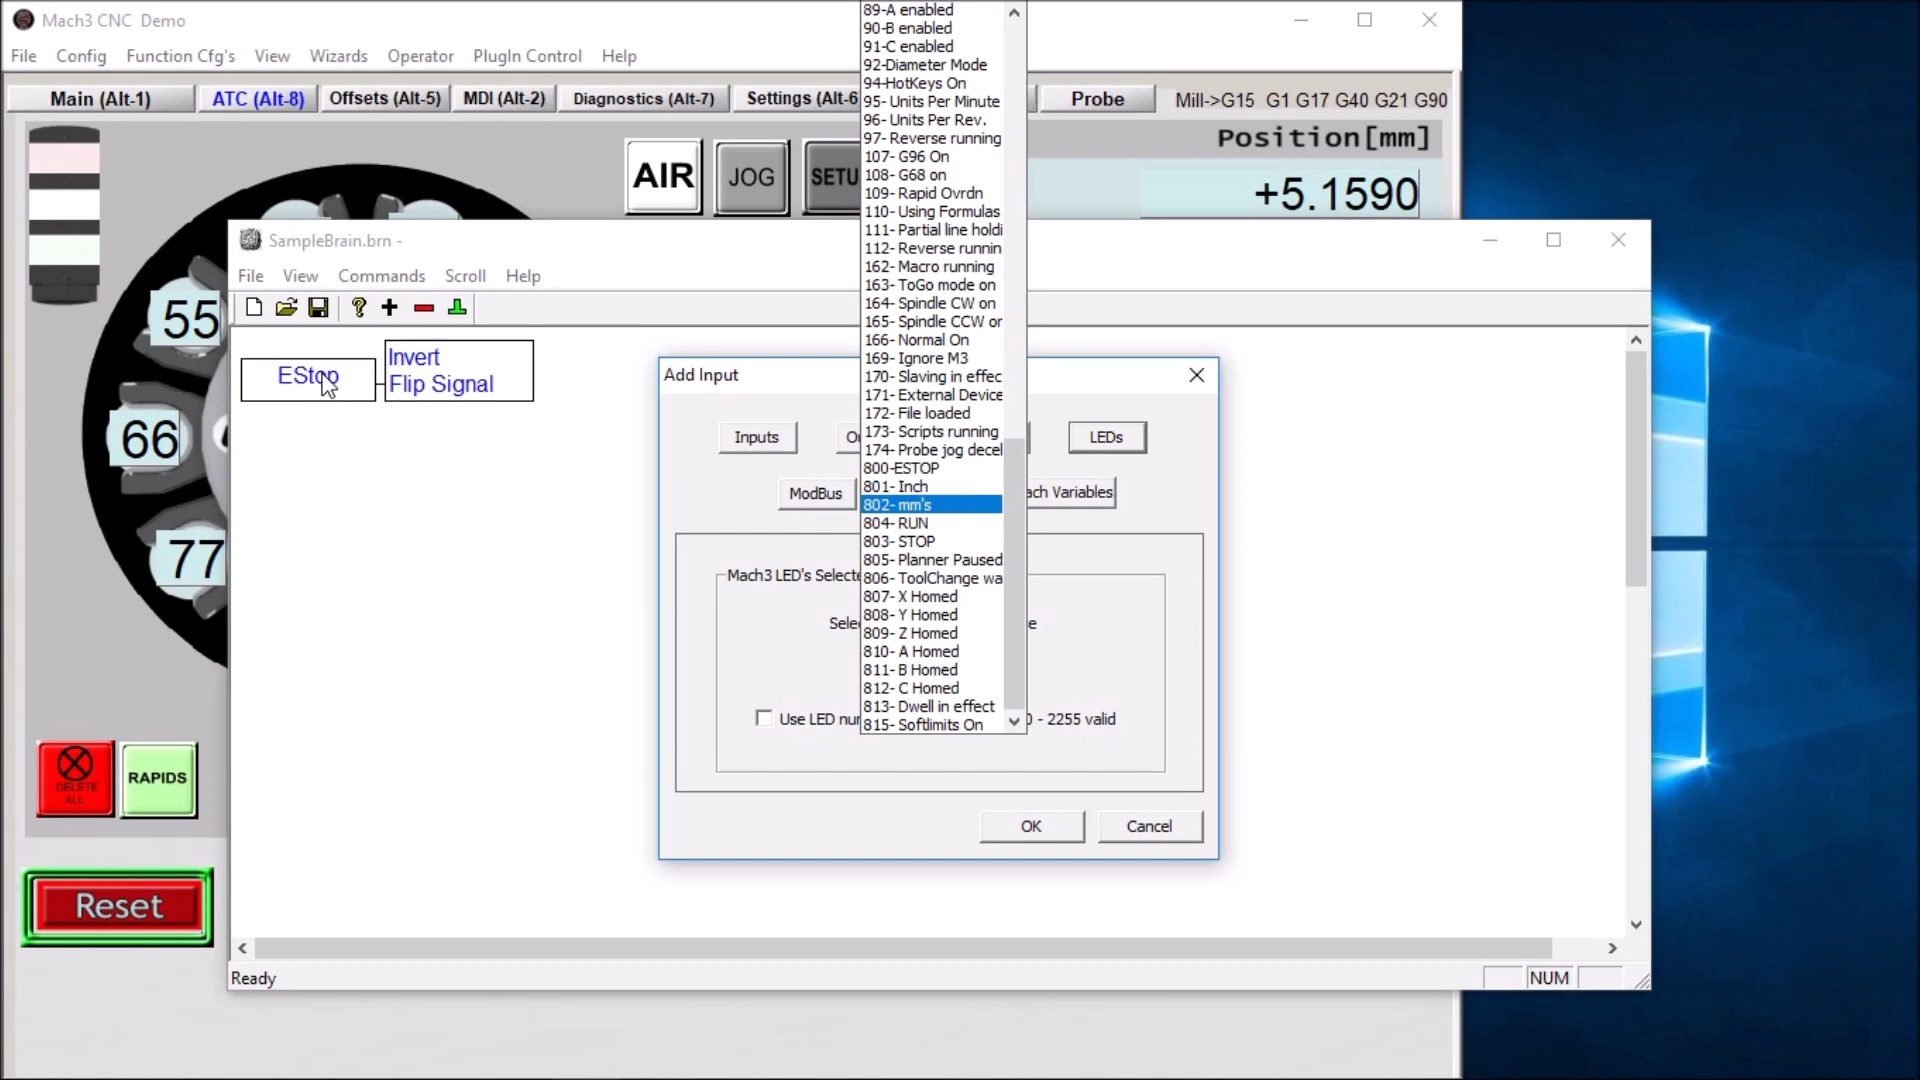 Mach3 CNC Demo
File Config Function Cfg's View Wizards Operator PlugIn Control Help
Main (Alt-1) ATC (Alt-8) Offsets (Alt-5) MDI (Alt-2) Diagnostics (Alt-7) Settings (Alt-6 Probe Mill->G15 G1 G17 G40 G21 G90
Position[mm]
AIR JOG SETU +5.1590
SampleBrain.brn -
File View Commands Scroll Help
EStop
Invert
Flip Signal
55
66
77
DELETE
ALL
RAPIDS
Reset
Add Input
Inputs O LEDs
ModBus ach Variables
Mach3 LED's Selecte
Sele e
Use LED nu 0 - 2255 valid
OK Cancel
89-A enabled
90-B enabled
91-C enabled
92-Diameter Mode
94-HotKeys On
95- Units Per Minute
96- Units Per Rev.
97- Reverse running
107- G96 On
108- G68 on
109- Rapid Ovrdn
110- Using Formulas
111- Partial line holdi
112- Reverse runnin
162- Macro running
163- ToGo mode on
164- Spindle CW on
165- Spindle CCW or
166- Normal On
169- Ignore M3
170- Slaving in effec
171- External Device
172- File loaded
173- Scripts running
174- Probe jog decel
800-ESTOP
801- Inch
802- mm's
804- RUN
803- STOP
805- Planner Paused
806- ToolChange wa
807- X Homed
808- Y Homed
809- Z Homed
810- A Homed
811- B Homed
812- C Homed
813- Dwell in effect
815- Softlimits On
Ready NUM